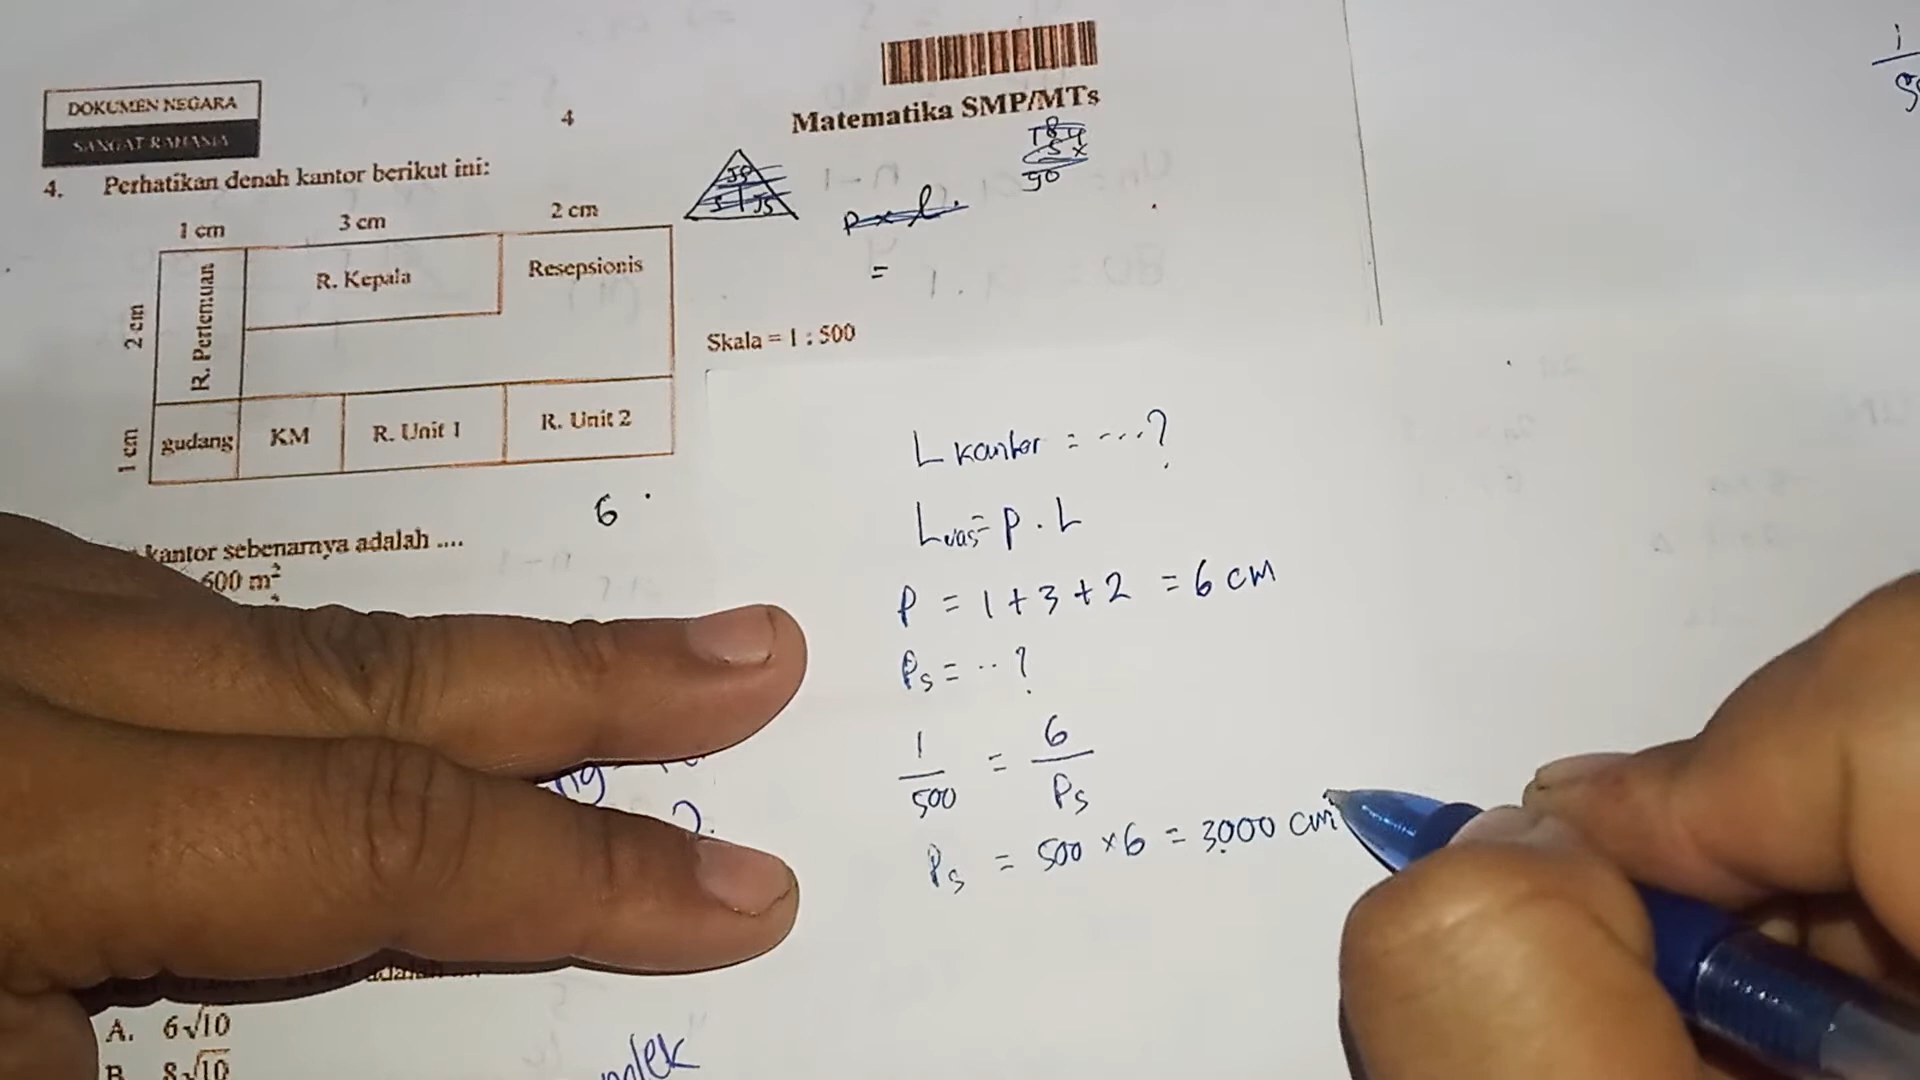 DOKUMEN NEGARA
SANGAT RAHASIA
4
Matematika SMP/MTs
4. Perhatikan denah kantor berikut ini:
1 cm 3 cm 2 cm
R. Pertemuan
R. Kepala
Resepsionis
2 cm
p x l
=
Skala = 1 : 500
1 cm
gudang KM R. Unit 1 R. Unit 2
6
L kantor = ....?
Luas = P . L
P = 1 + 3 + 2 = 6 cm
Ps = .. ?
1/500 = 6/Ps
Ps = 500 x 6 = 3000 cm
kantor sebenarnya adalah ....
600 m²
adalah
A. 6√10
B. 8√10